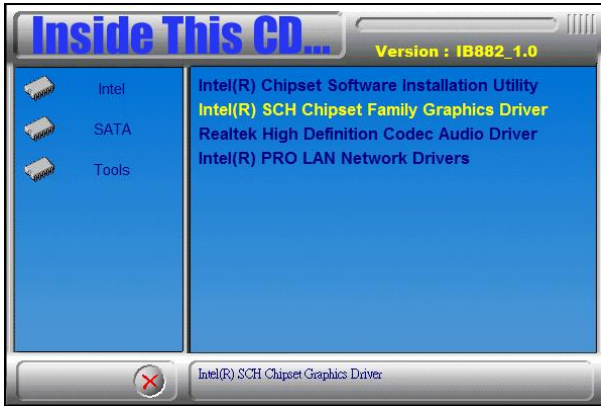 Inside This CD...
Version : IB882_1.0
Intel
SATA
Tools
Intel(R) Chipset Software Installation Utility
Intel(R) SCH Chipset Family Graphics Driver
Realtek High Definition Codec Audio Driver
Intel(R) PRO LAN Network Drivers
Intel(R) SCH Chipset Graphics Driver